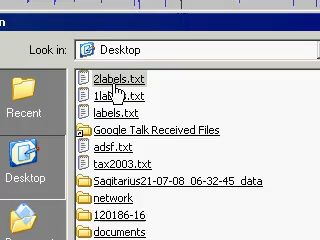 Look in:
Desktop
2labels.txt
labels.txt
Google Talk Received Files
adsf.txt
tax2003.txt
Sagitarius21-07-08_06-32-45_data
network
120186-16
documents
Recent
Desktop